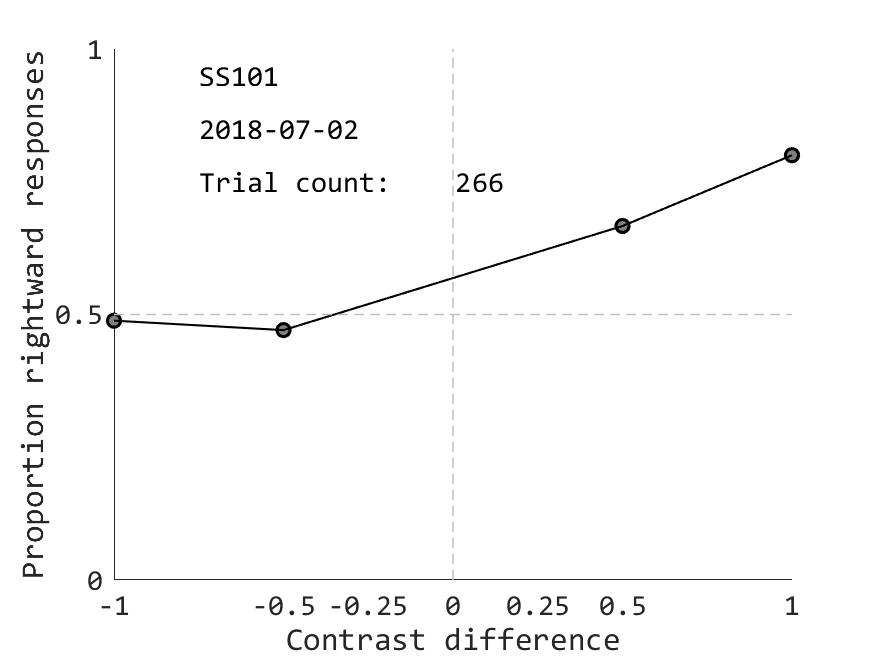 1
SS101
2018-07-02
Trial count: 266
Proportion rightward responses
0.5
0
-1 -0.5 -0.25 0 0.25 0.5 1
Contrast difference